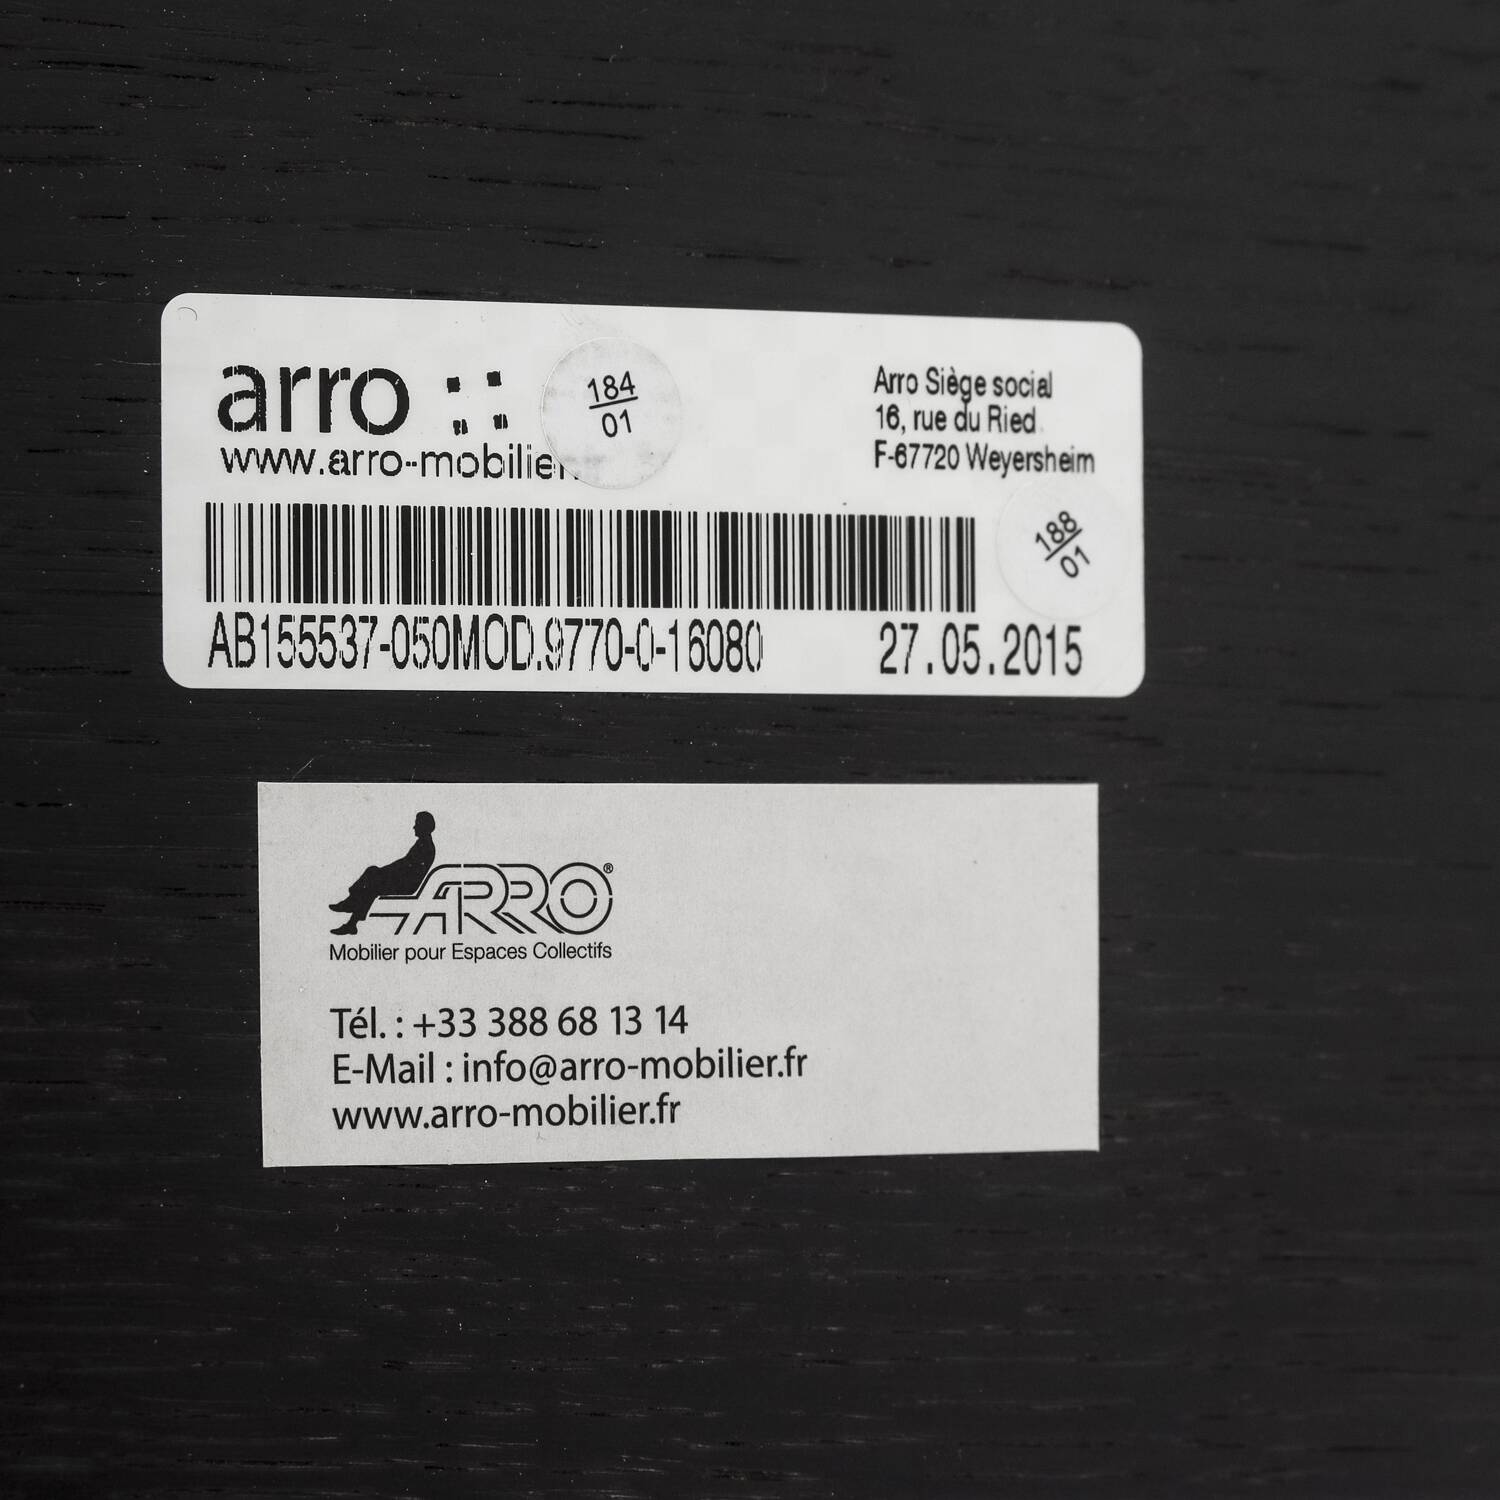 arro ::
www.arro-mobilier.
184
01
Arro Siège social
16, rue du Ried
F-67720 Weyersheim
188
01
AB155537-050MOD.9770-0-16080
27.05.2015
ARRO®
Mobilier pour Espaces Collectifs
Tél. : +33 388 68 13 14
E-Mail : info@arro-mobilier.fr
www.arro-mobilier.fr